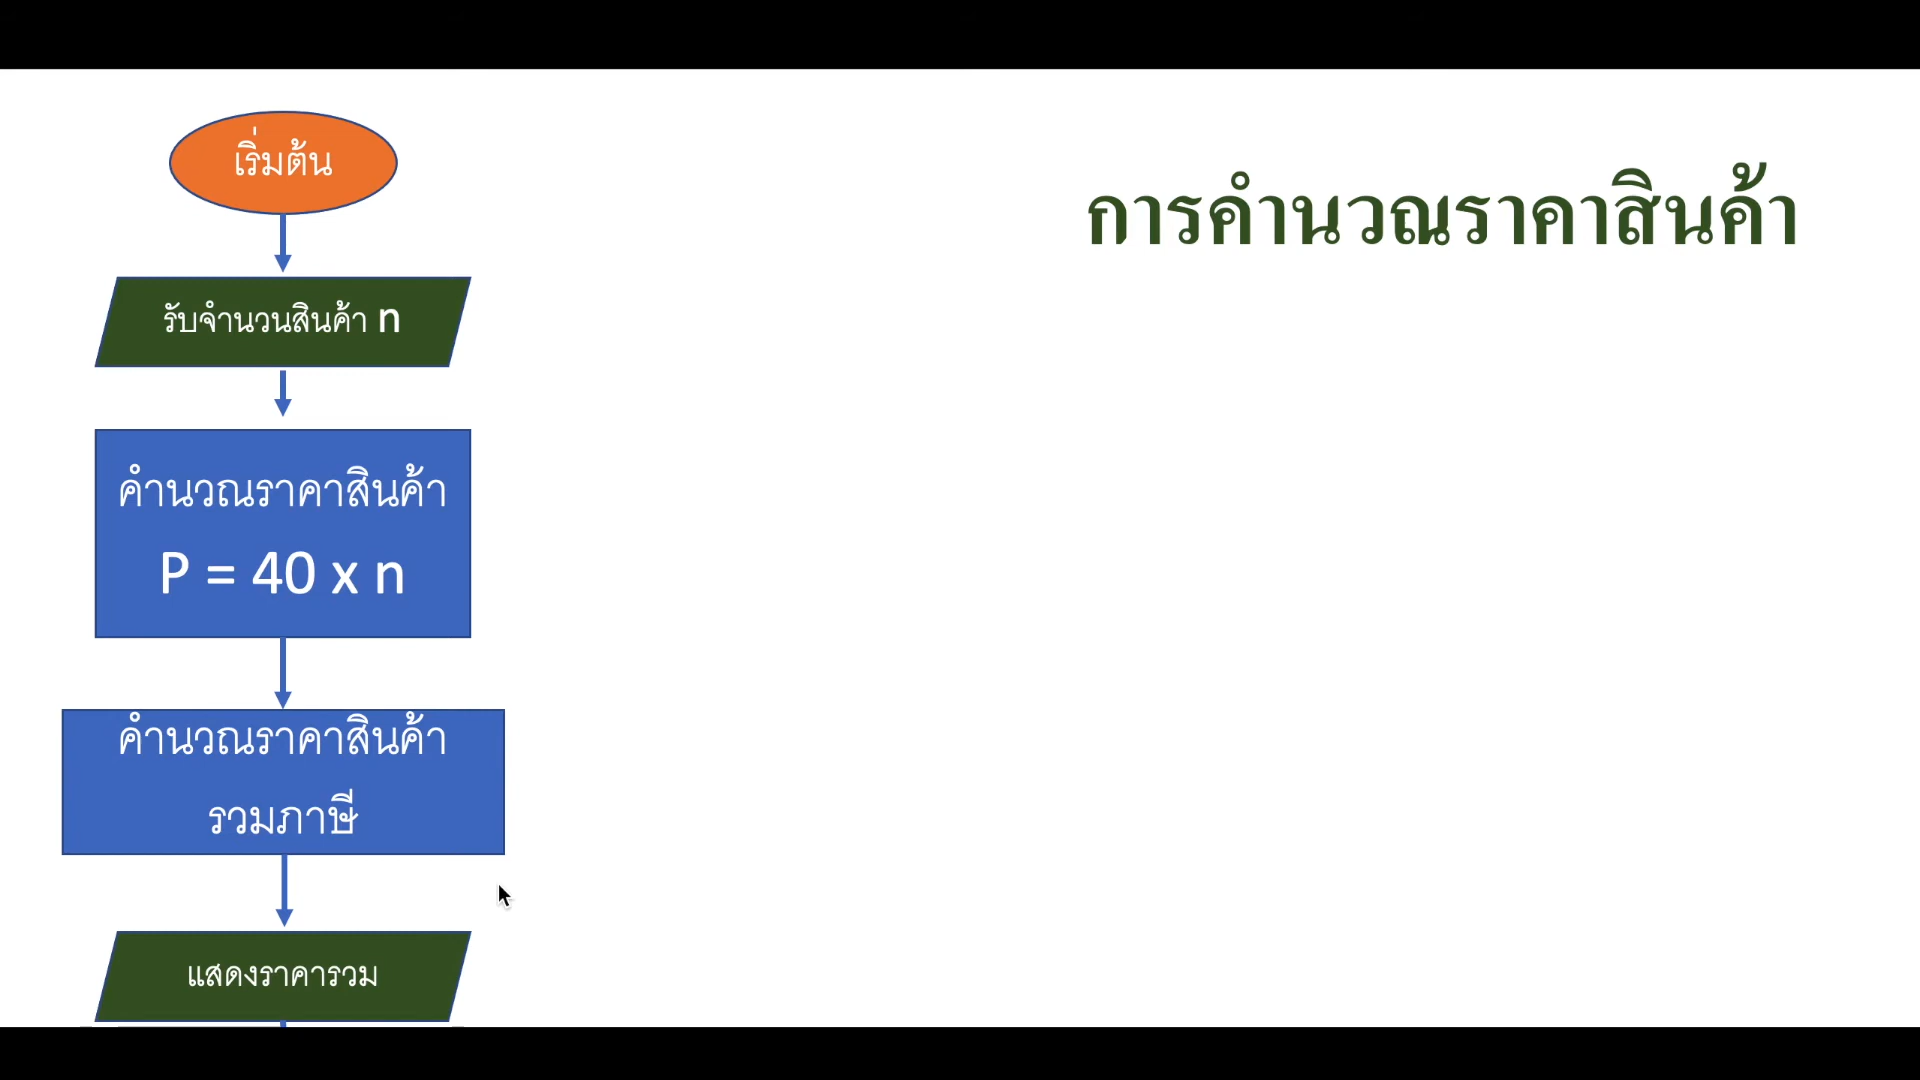 การคำนวณราคาสินค้า
เริ่มต้น
รับจำนวนสินค้า n
คำนวณราคาสินค้า
P = 40 x n
คำนวณราคาสินค้า
รวมภาษี
แสดงราคารวม